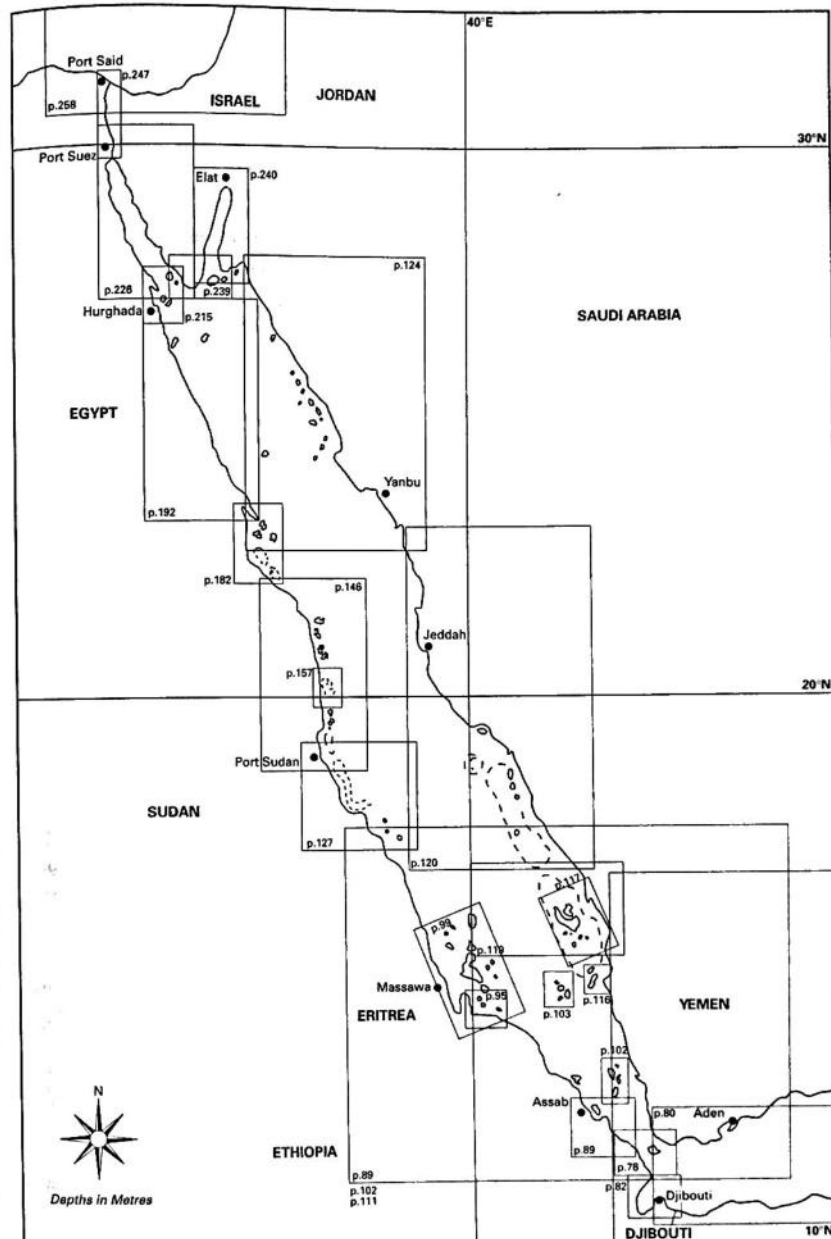 40°E
Port Said
p.247
p.258
ISRAEL
JORDAN
30°N
Port Suez
Elat
p.240
p.124
p.226
p.239
Hurghada
p.215
SAUDI ARABIA
EGYPT
Yanbu
p.192
p.182
p.146
Jeddah
p.157
20°N
Port Sudan
SUDAN
p.127
p.120
p.117
p.99
p.119
Massawa
p.95
p.103
p.116
ERITREA
YEMEN
p.102
Assab
p.80
Aden
N
p.89
p.78
ETHIOPIA
p.89
p.82
p.102
p.111
Djibouti
Depths in Metres
DJIBOUTI
10°N